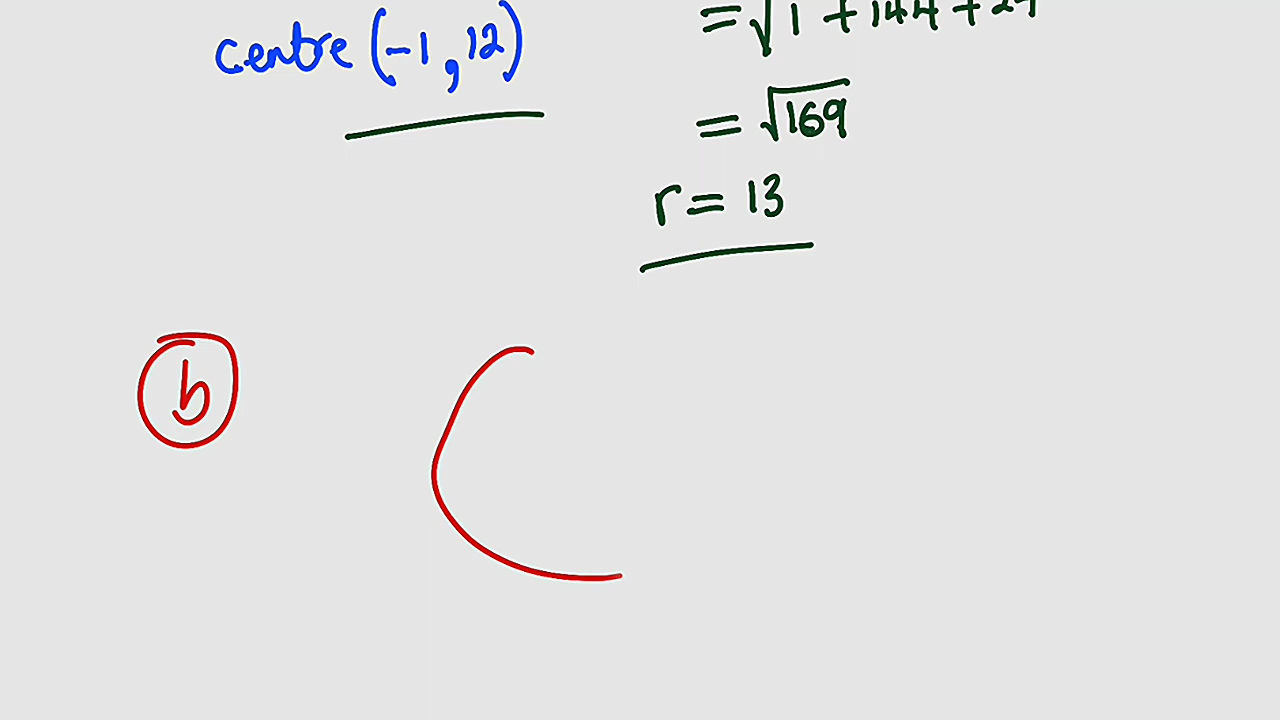 = √1 + 144 + 24
centre (-1, 12)
= √169
r = 13
b